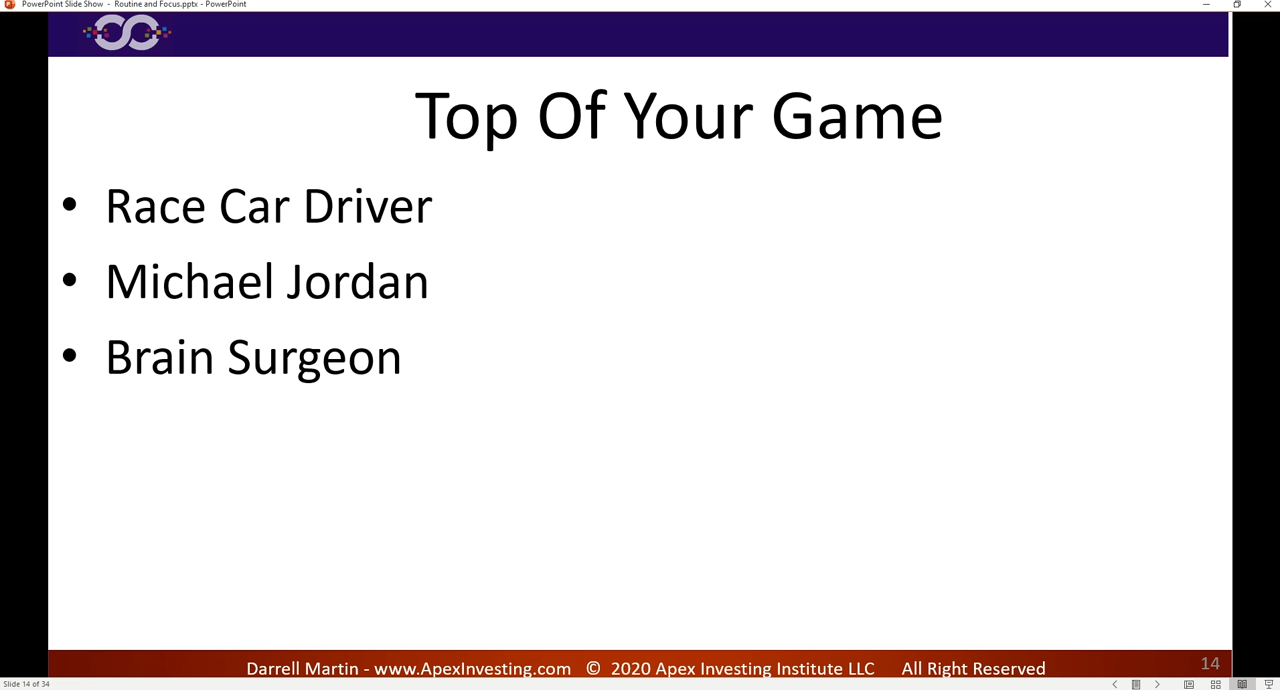 PowerPoint Slide Show - Routine and Focus.pptx - PowerPoint
Top Of Your Game
• Race Car Driver
• Michael Jordan
• Brain Surgeon
Darrell Martin - www.ApexInvesting.com © 2020 Apex Investing Institute LLC All Right Reserved
14
Slide 14 of 34